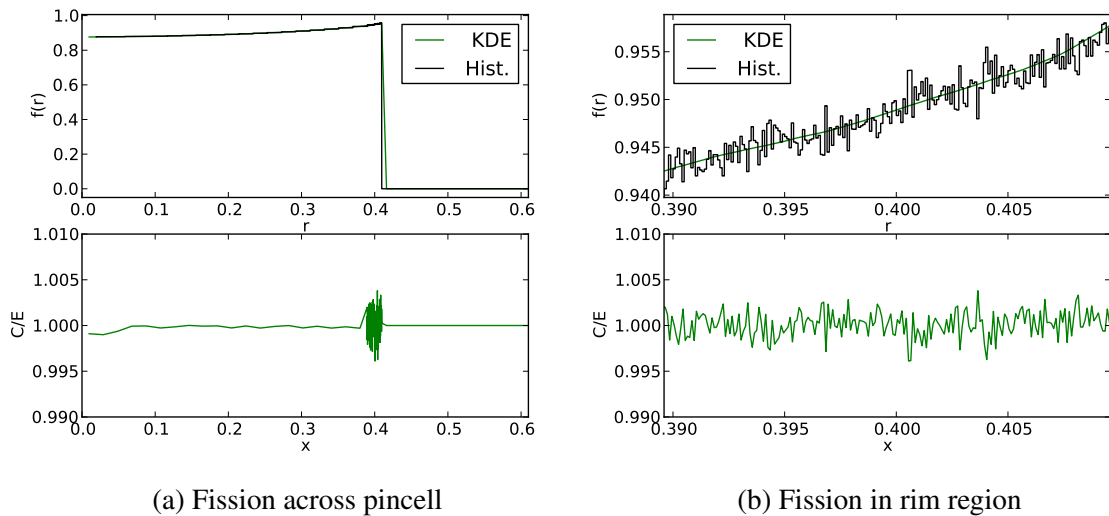 1.0
0.8
0.6
0.4
0.2
0.0
f(r)
KDE
Hist.
0.0 0.1 0.2 0.3 0.4 0.5 0.6
r
1.010
1.005
1.000
0.995
0.990
C/E
0.0 0.1 0.2 0.3 0.4 0.5 0.6
x
(a) Fission across pincell
0.955
0.950
0.945
0.940
f(r)
KDE
Hist.
0.390 0.395 0.400 0.405
r
1.010
1.005
1.000
0.995
0.990
C/E
0.390 0.395 0.400 0.405
x
(b) Fission in rim region